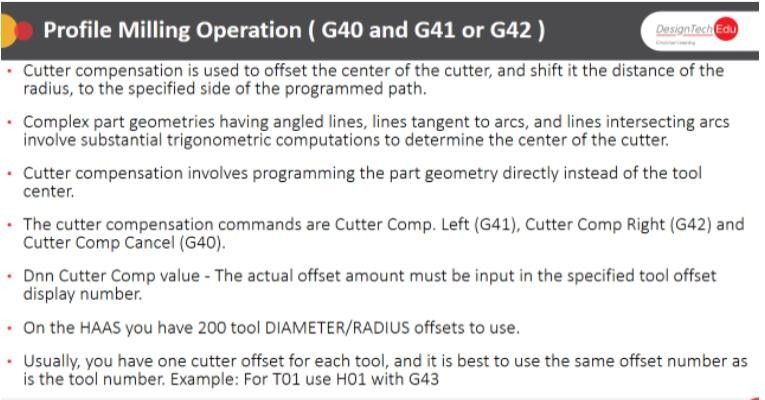 Profile Milling Operation ( G40 and G41 or G42 )
DesignTech Edu
• Cutter compensation is used to offset the center of the cutter, and shift it the distance of the
radius, to the specified side of the programmed path.
• Complex part geometries having angled lines, lines tangent to arcs, and lines intersecting arcs
involve substantial trigonometric computations to determine the center of the cutter.
• Cutter compensation involves programming the part geometry directly instead of the tool
center.
• The cutter compensation commands are Cutter Comp. Left (G41), Cutter Comp Right (G42) and
Cutter Comp Cancel (G40).
• Dnn Cutter Comp value - The actual offset amount must be input in the specified tool offset
display number.
• On the HAAS you have 200 tool DIAMETER/RADIUS offsets to use.
• Usually, you have one cutter offset for each tool, and it is best to use the same offset number as
is the tool number. Example: For T01 use H01 with G43